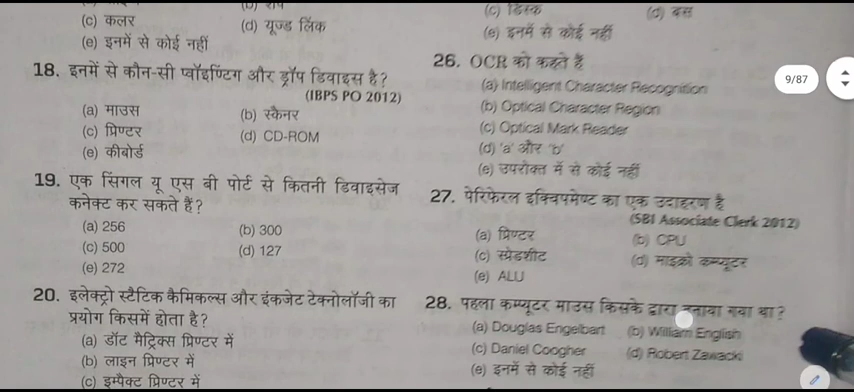 (c) कलर
(d) यूज्ड लिंक
(e) इनमें से कोई नहीं
18. इनमें से कौन-सी प्वॉइण्टिग और ड्रॉप डिवाइस है?
(IBPS PO 2012)
(a) माउस
(b) स्कैनर
(c) प्रिण्टर
(d) CD-ROM
(e) कीबोर्ड
19. एक सिंगल यू एस बी पोर्ट से कितनी डिवाइसेज
कनेक्ट कर सकते हैं?
(a) 256
(b) 300
(c) 500
(d) 127
(e) 272
20. इलेक्ट्रो स्टैटिक कैमिकल्स और इंकजेट टेक्नोलॉजी का
प्रयोग किसमें होता है?
(a) डॉट मैट्रिक्स प्रिण्टर में
(b) लाइन प्रिण्टर में
(c) इम्पैक्ट प्रिण्टर में
(c) डिस्क
(d) बस
(e) इनमें से कोई नहीं
26. OCR को कहते हैं
(a) Intelligent Character Recognition
(b) Optical Character Region
(c) Optical Mark Reader
(d) 'a' और 'b'
(e) उपरोक्त में से कोई नहीं
27. पेरिफेरल इक्विपमेण्ट का एक उदाहरण है
(SBI Associate Clerk 2012)
(a) प्रिण्टर
(b) CPU
(c) स्प्रेडशीट
(d) माइक्रो कम्प्यूटर
(e) ALU
28. पहला कम्प्यूटर माउस किसके द्वारा बनाया गया था?
(a) Douglas Engelbart
(b) William English
(c) Daniel Coogher
(d) Robert Zawacki
(e) इनमें से कोई नहीं
9/87